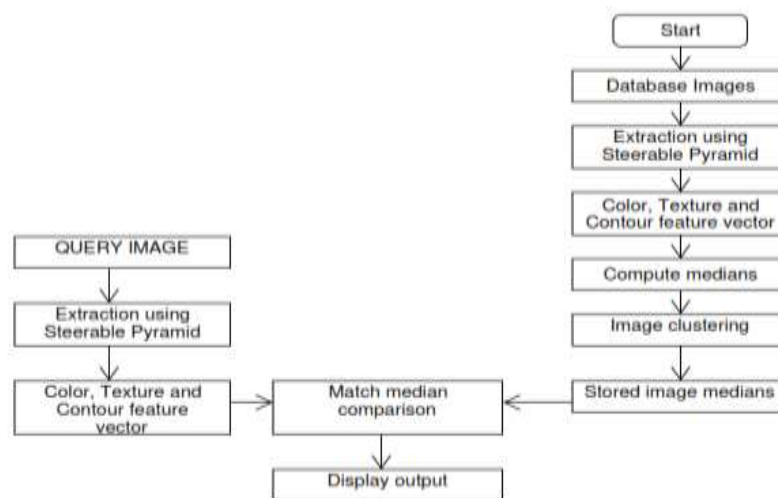 Start
Database Images
Extraction using
Steerable Pyramid
Color, Texture and
Contour feature vector
Compute medians
Image clustering
Stored image medians
QUERY IMAGE
Extraction using
Steerable Pyramid
Color, Texture and
Contour feature
vector
Match median
comparison
Display output